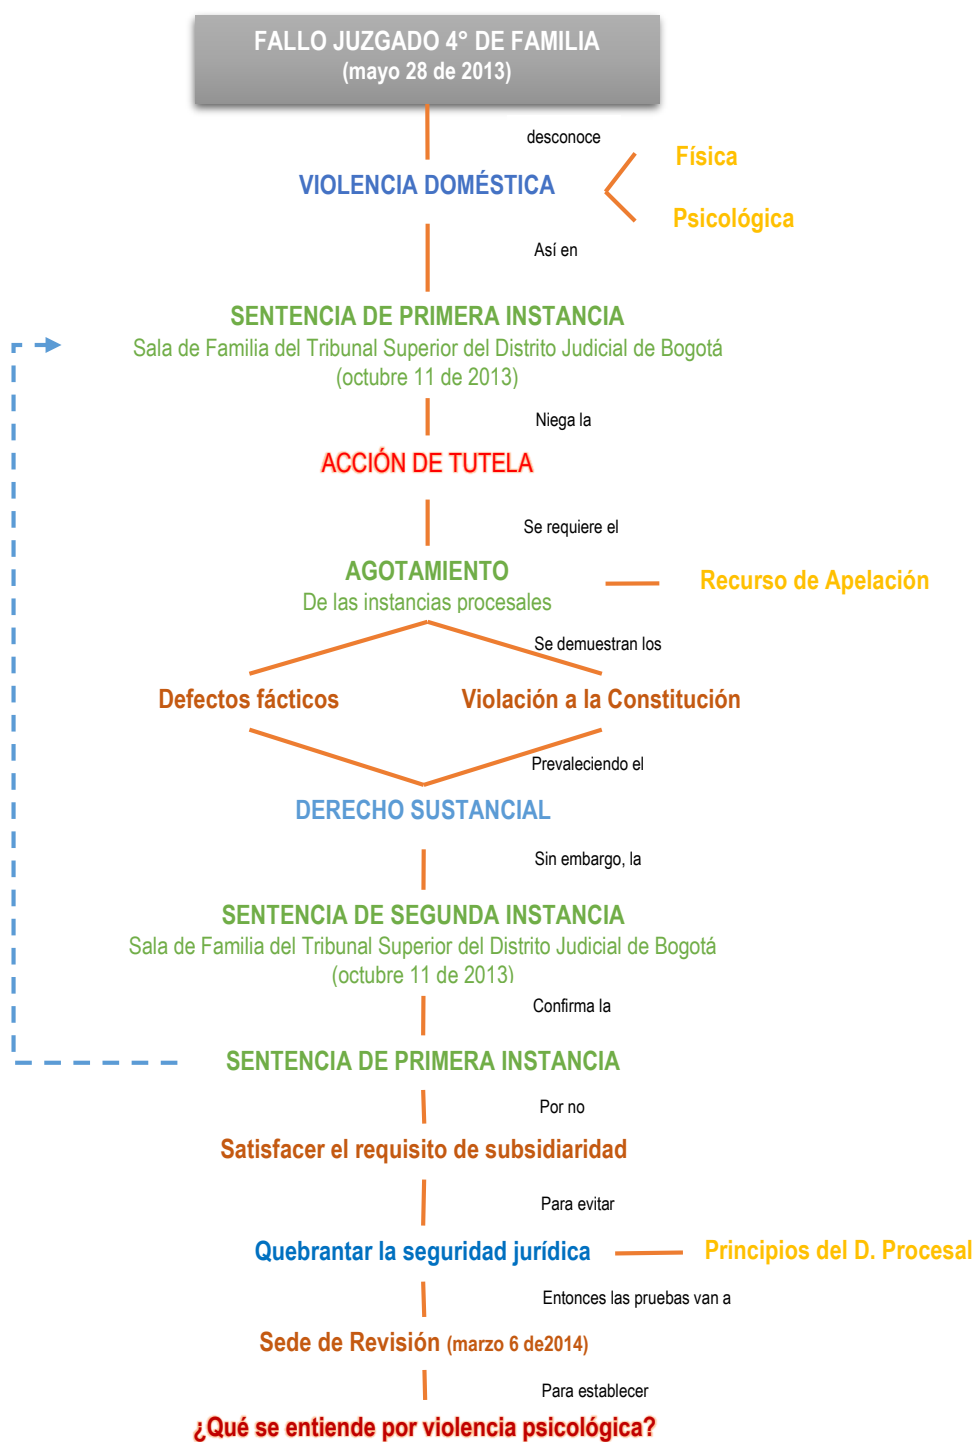 FALLO JUZGADO 4° DE FAMILIA
(mayo 28 de 2013)
desconoce
Física
VIOLENCIA DOMÉSTICA
Psicológica
Así en
SENTENCIA DE PRIMERA INSTANCIA
Sala de Familia del Tribunal Superior del Distrito Judicial de Bogotá
(octubre 11 de 2013)
Niega la
ACCIÓN DE TUTELA
Se requiere el
AGOTAMIENTO
Recurso de Apelación
De las instancias procesales
Se demuestran los
Defectos fácticos
Violación a la Constitución
Prevaleciendo el
DERECHO SUSTANCIAL
Sin embargo, la
SENTENCIA DE SEGUNDA INSTANCIA
Sala de Familia del Tribunal Superior del Distrito Judicial de Bogotá
(octubre 11 de 2013)
Confirma la
SENTENCIA DE PRIMERA INSTANCIA
Por no
Satisfacer el requisito de subsidiaridad
Para evitar
Quebrantar la seguridad jurídica
Principios del D. Procesal
Entonces las pruebas van a
Sede de Revisión (marzo 6 de2014)
Para establecer
¿Qué se entiende por violencia psicológica?